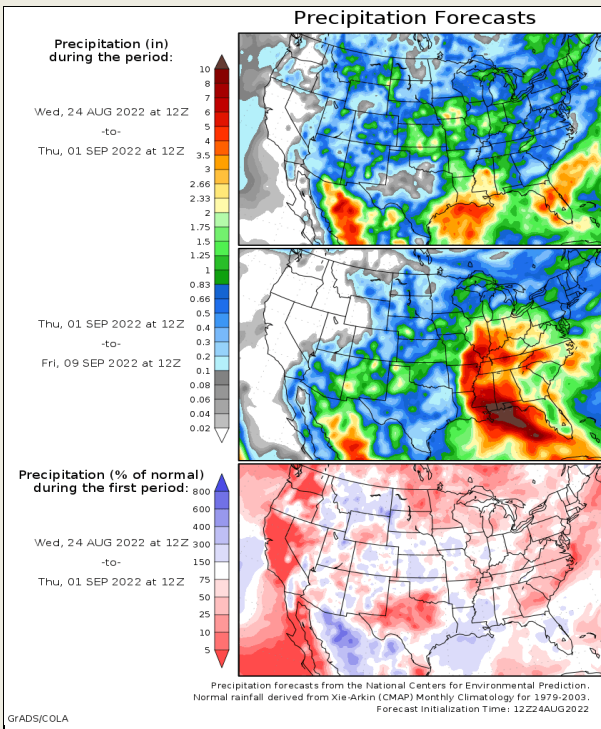 Precipitation Forecasts
Precipitation (in)
during the period:
Wed, 24 AUG 2022 at 12Z
-to-
Thu, 01 SEP 2022 at 12Z
10
8
7
6
5
4
3.5
3
2.66
2.33
2
1.75
1.5
1.25
1
0.83
0.66
0.5
0.4
0.3
0.2
0.1
0.08
0.06
0.04
0.02
Thu, 01 SEP 2022 at 12Z
-to-
Fri, 09 SEP 2022 at 12Z
Precipitation (% of normal)
during the first period:
Wed, 24 AUG 2022 at 12Z
-to-
Thu, 01 SEP 2022 at 12Z
800
600
400
300
150
75
50
25
10
5
Precipitation forecasts from the National Centers for Environmental Prediction.
Normal rainfall derived from Xie-Arkin (CMAP) Monthly Climatology for 1979-2003.
Forecast Initialization Time: 12Z24AUG2022
GrADS/COLA